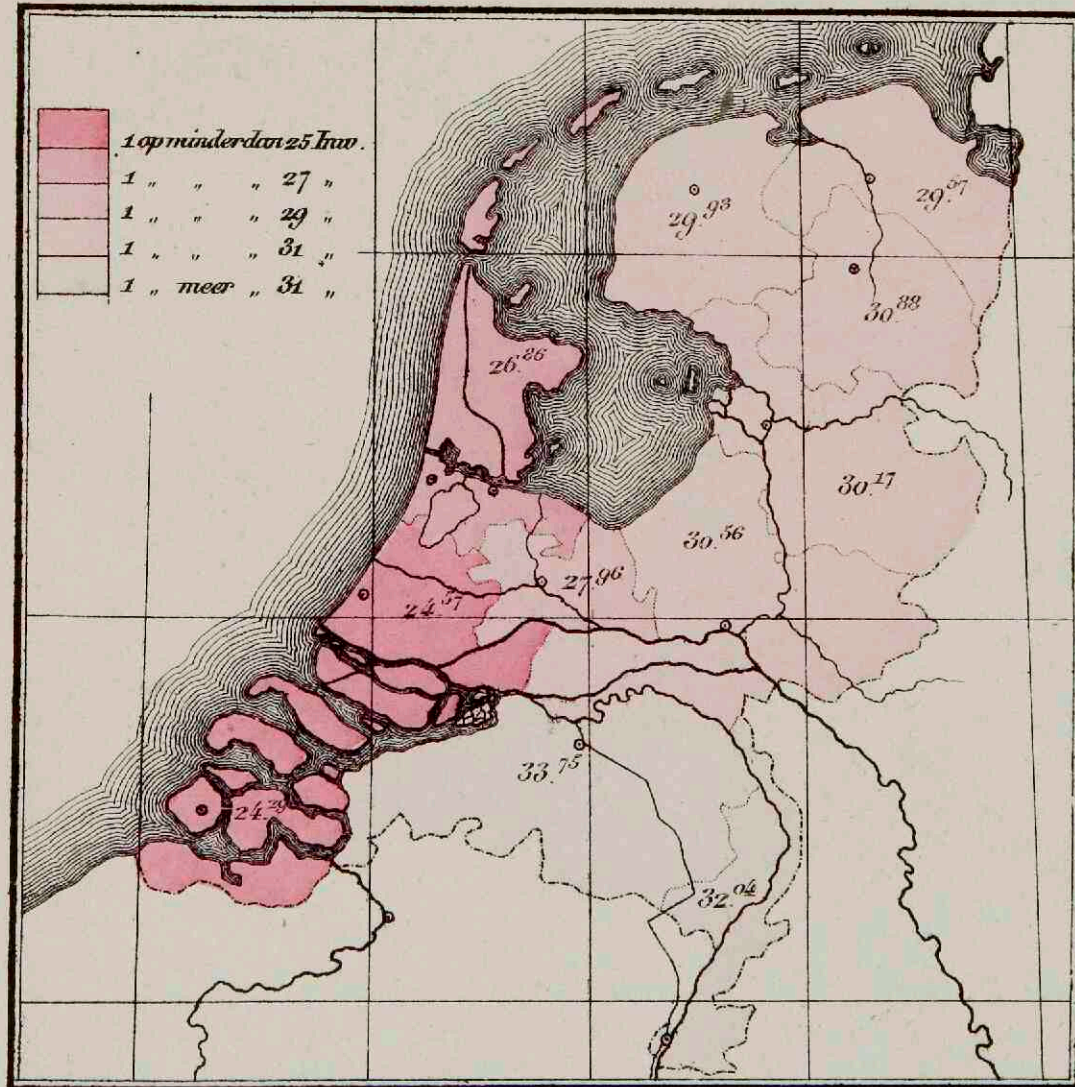 1 op minder dan 25 Inw.
1 „ „ „ 27 „
1 „ „ „ 29 „
1 „ „ „ 31 „
1 „ meer „ 31 „
29.93
29.57
30.88
26.86
30.17
30.56
27.96
24.57
33.75
24.29
32.04